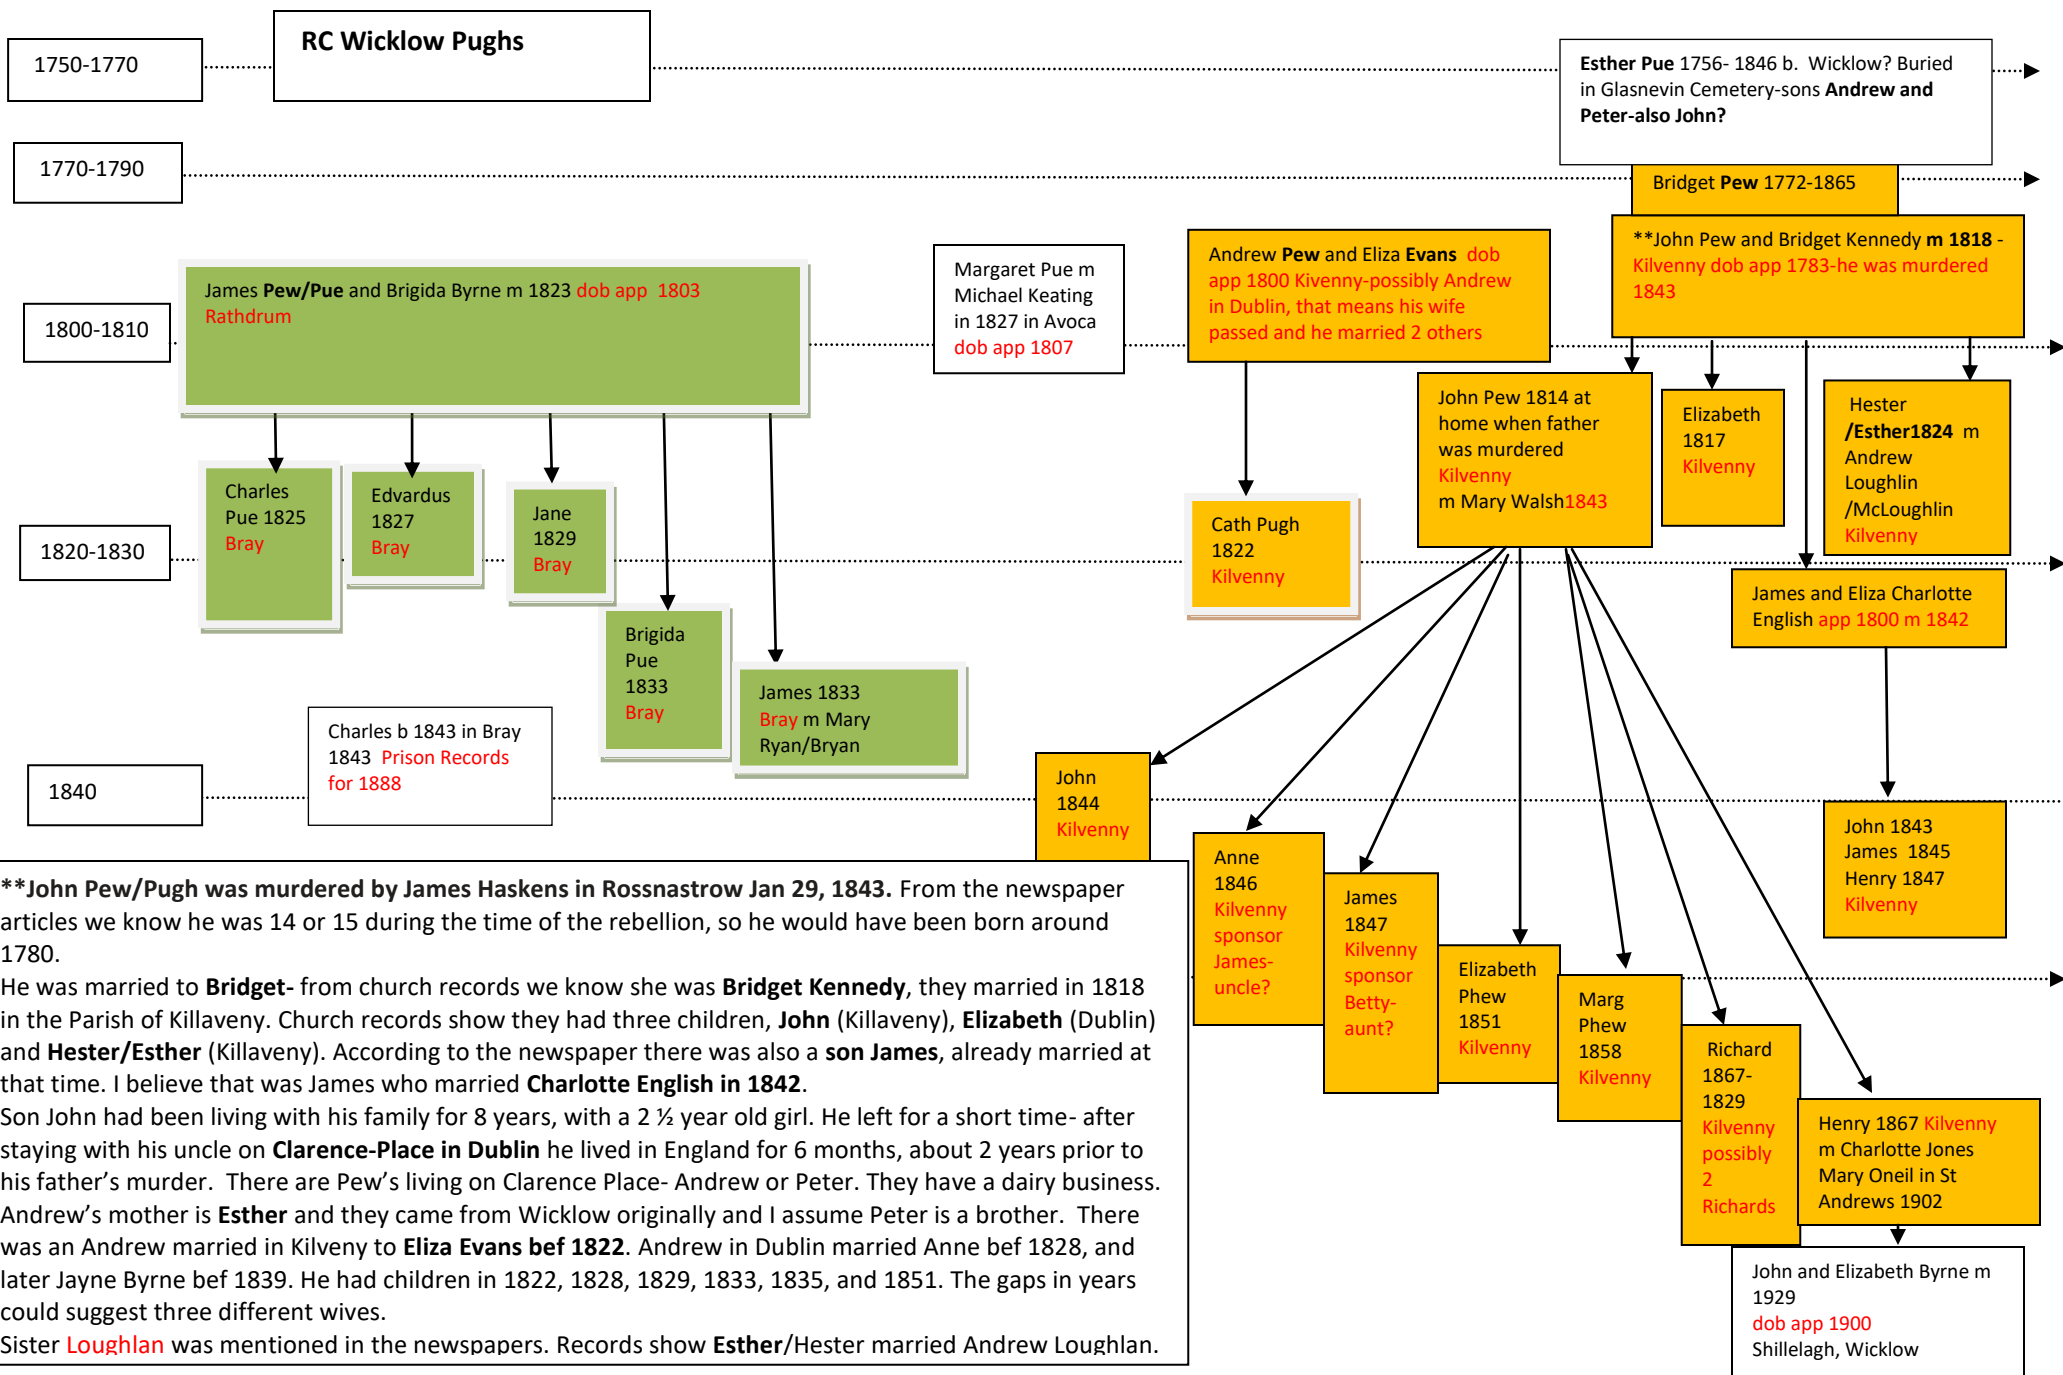 RC Wicklow Pughs
1750-1770
Esther Pue 1756- 1846 b. Wicklow? Buried
in Glasnevin Cemetery-sons Andrew and
Peter-also John?
1770-1790
Bridget Pew 1772-1865
**John Pew and Bridget Kennedy m 1818 -
Kilvenny dob app 1783-he was murdered
1843
Andrew Pew and Eliza Evans dob
app 1800 Kivenny-possibly Andrew
in Dublin, that means his wife
passed and he married 2 others
Margaret Pue m
Michael Keating
in 1827 in Avoca
dob app 1807
James Pew/Pue and Brigida Byrne m 1823 dob app 1803
Rathdrum
1800-1810
John Pew 1814 at
home when father
was murdered
Kilvenny
m Mary Walsh1843
Elizabeth
1817
Kilvenny
Hester
/Esther1824 m
Andrew
Loughlin
/McLoughlin
Kilvenny
Charles
Pue 1825
Bray
Edvardus
1827
Bray
Jane
1829
Bray
Cath Pugh
1822
Kilvenny
1820-1830
James and Eliza Charlotte
English app 1800 m 1842
Brigida
Pue
1833
Bray
James 1833
Bray m Mary
Ryan/Bryan
Charles b 1843 in Bray
1843 Prison Records
for 1888
1840
John
1844
Kilvenny
John 1843
James 1845
Henry 1847
Kilvenny
Anne
1846
Kilvenny
sponsor
James-
uncle?
James
1847
Kilvenny
sponsor
Betty-
aunt?
Elizabeth
Phew
1851
Kilvenny
Marg
Phew
1858
Kilvenny
Richard
1867-
1829
Kilvenny
possibly
2
Richards
Henry 1867 Kilvenny
m Charlotte Jones
Mary Oneil in St
Andrews 1902
John and Elizabeth Byrne m
1929
dob app 1900
Shillelagh, Wicklow
**John Pew/Pugh was murdered by James Haskens in Rossnastrow Jan 29, 1843. From the newspaper
articles we know he was 14 or 15 during the time of the rebellion, so he would have been born around
1780.
He was married to Bridget- from church records we know she was Bridget Kennedy, they married in 1818
in the Parish of Killaveny. Church records show they had three children, John (Killaveny), Elizabeth (Dublin)
and Hester/Esther (Killaveny). According to the newspaper there was also a son James, already married at
that time. I believe that was James who married Charlotte English in 1842.
Son John had been living with his family for 8 years, with a 2 ½ year old girl. He left for a short time- after
staying with his uncle on Clarence-Place in Dublin he lived in England for 6 months, about 2 years prior to
his father's murder. There are Pew's living on Clarence Place- Andrew or Peter. They have a dairy business.
Andrew's mother is Esther and they came from Wicklow originally and I assume Peter is a brother. There
was an Andrew married in Kilveny to Eliza Evans bef 1822. Andrew in Dublin married Anne bef 1828, and
later Jayne Byrne bef 1839. He had children in 1822, 1828, 1829, 1833, 1835, and 1851. The gaps in years
could suggest three different wives.
Sister Loughlan was mentioned in the newspapers. Records show Esther/Hester married Andrew Loughlan.